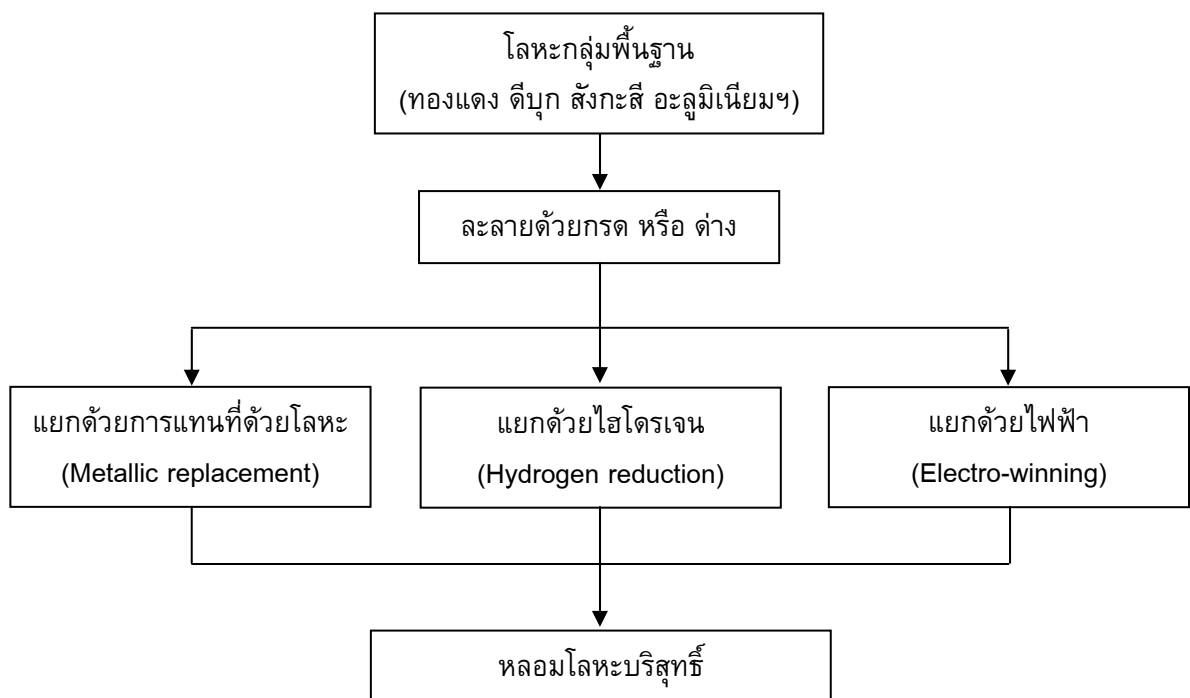 โลหะกลุ่มพื้นฐาน
(ทองแดง ดีบุก สังกะสี อะลูมิเนียมฯ)
ละลายด้วยกรด หรือ ด่าง
แยกด้วยการแทนที่ด้วยโลหะ
(Metallic replacement)
แยกด้วยไฮโดรเจน
(Hydrogen reduction)
แยกด้วยไฟฟ้า
(Electro-winning)
หลอมโลหะบริสุทธิ์